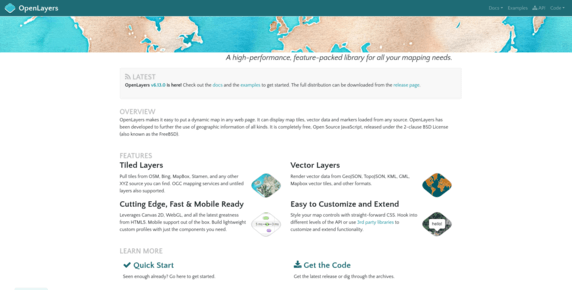 OpenLayers
Docs Examples API Code
A high-performance, feature-packed library for all your mapping needs.
LATEST
OpenLayers v6.13.0 is here! Check out the docs and the examples to get started. The full distribution can be downloaded from the release page.
OVERVIEW
OpenLayers makes it easy to put a dynamic map in any web page. It can display map tiles, vector data and markers loaded from any source. OpenLayers has
been developed to further the use of geographic information of all kinds. It is completely free, Open Source JavaScript, released under the 2-clause BSD License
(also known as the FreeBSD).
FEATURES
Tiled Layers
Pull tiles from OSM, Bing, MapBox, Stamen, and any other
XYZ source you can find. OGC mapping services and untiled
layers also supported.
Vector Layers
Render vector data from GeoJSON, TopoJSON, KML, GML,
Mapbox vector tiles, and other formats.
Cutting Edge, Fast & Mobile Ready
Leverages Canvas 2D, WebGL, and all the latest greatness
from HTML5. Mobile support out of the box. Build lightweight
custom profiles with just the components you need.
Easy to Customize and Extend
Style your map controls with straight-forward CSS. Hook into
different levels of the API or use 3rd party libraries to
customize and extend functionality.
Hello!
LEARN MORE
Quick Start
Seen enough already? Go here to get started.
Get the Code
Get the latest release or dig through the archives.